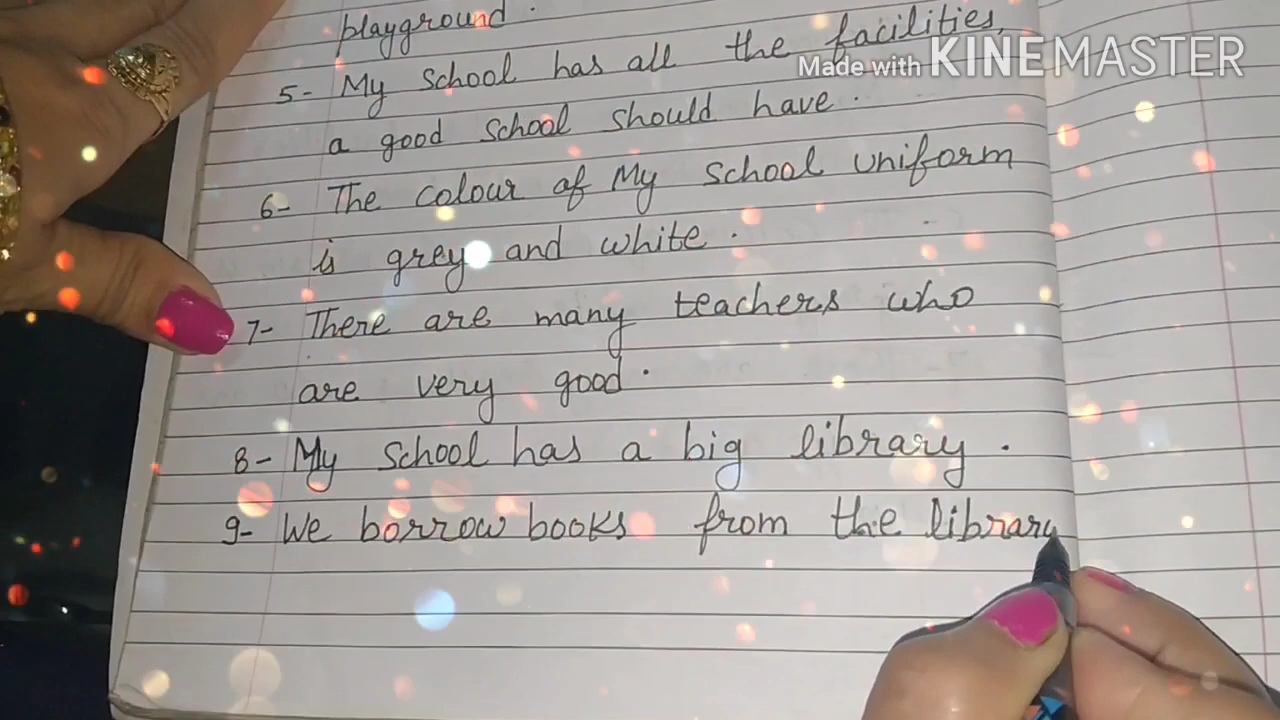 playground.
5- My school has all the facilities,
Made with KINEMASTER
a good school should have.
6- The colour of My school uniform
is grey and white.
7- There are many teachers who
are very good.
8- My school has a big library.
9- We borrow books from the library